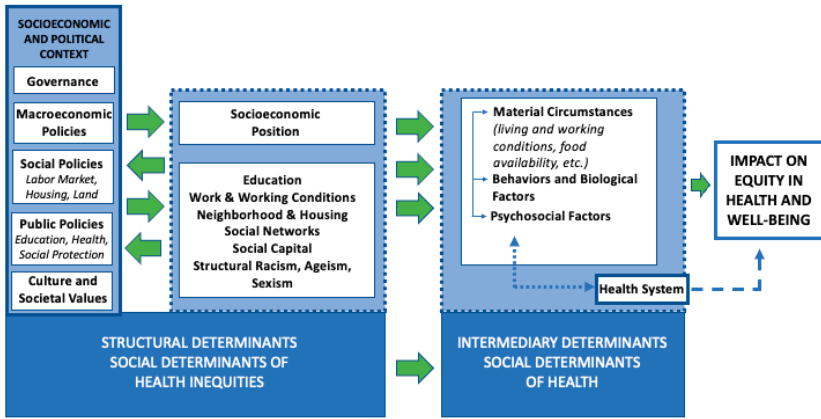 SOCIOECONOMIC
AND POLITICAL
CONTEXT
Governance
Macroeconomic
Policies
Social Policies
Labor Market,
Housing, Land
Public Policies
Education, Health,
Social Protection
Culture and
Societal Values
Socioeconomic
Position
Education
Work & Working Conditions
Neighborhood & Housing
Social Networks
Social Capital
Structural Racism, Ageism,
Sexism
Material Circumstances
(living and working
conditions, food
availability, etc.)
Behaviors and Biological
Factors
Psychosocial Factors
Health System
IMPACT ON
EQUITY IN
HEALTH AND
WELL-BEING
STRUCTURAL DETERMINANTS
SOCIAL DETERMINANTS OF
HEALTH INEQUITIES
INTERMEDIARY DETERMINANTS
SOCIAL DETERMINANTS
OF HEALTH